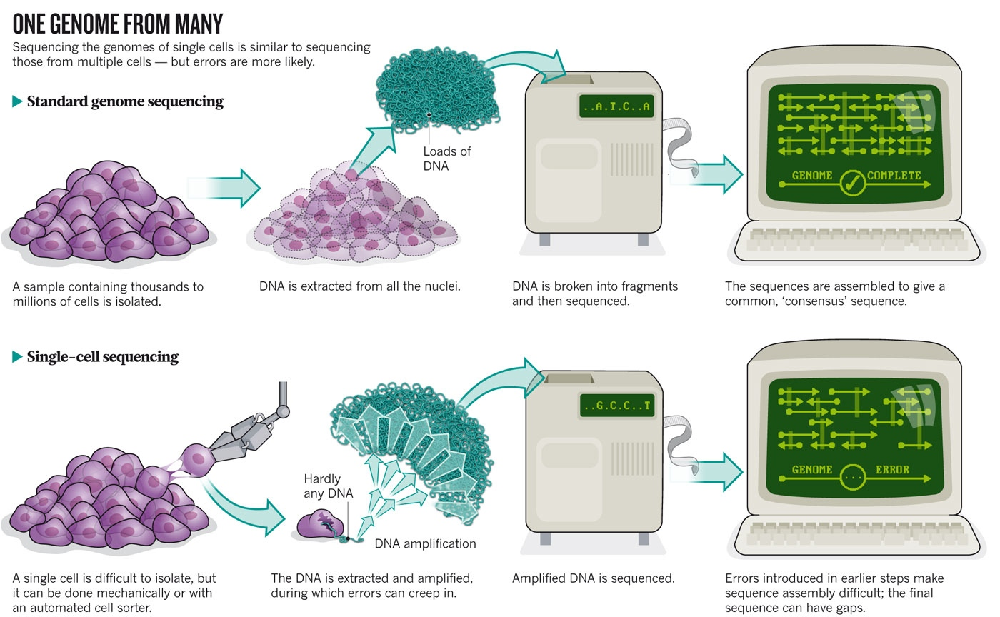 ONE GENOME FROM MANY
Sequencing the genomes of single cells is similar to sequencing
those from multiple cells — but errors are more likely.
Standard genome sequencing
Loads of
DNA
..A.T.C..A
GENOME COMPLETE
A sample containing thousands to
millions of cells is isolated.
DNA is extracted from all the nuclei.
DNA is broken into fragments
and then sequenced.
The sequences are assembled to give a
common, ‘consensus’ sequence.
Single-cell sequencing
Hardly
any DNA
DNA amplification
..G.C.C..T
GENOME ... ERROR
A single cell is difficult to isolate, but
it can be done mechanically or with
an automated cell sorter.
The DNA is extracted and amplified,
during which errors can creep in.
Amplified DNA is sequenced.
Errors introduced in earlier steps make
sequence assembly difficult; the final
sequence can have gaps.